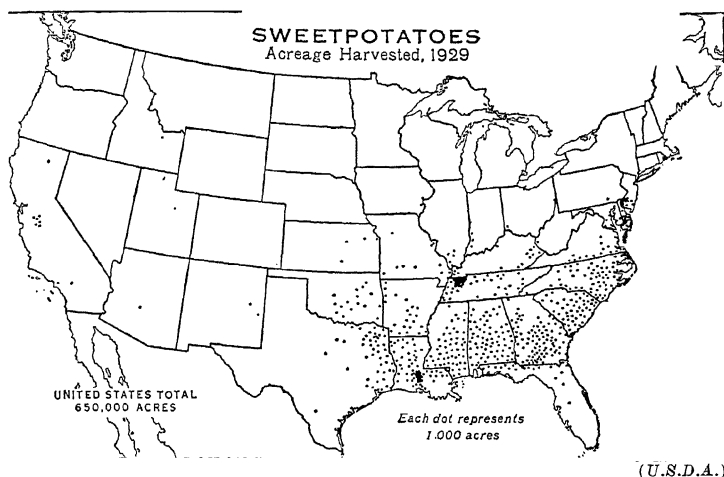 SWEETPOTATOES
Acreage Harvested, 1929
UNITED STATES TOTAL
650,000 ACRES
Each dot represents
1.000 acres
(U.S.D.A.)